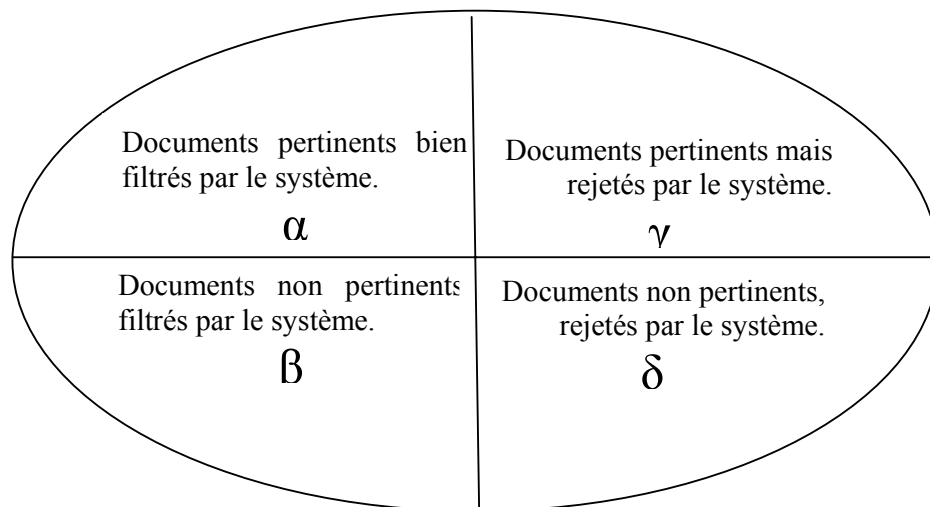 Documents pertinents bien
filtrés par le système.
α
Documents pertinents mais
rejetés par le système.
γ
Documents non pertinents
filtrés par le système.
β
Documents non pertinents,
rejetés par le système.
δ